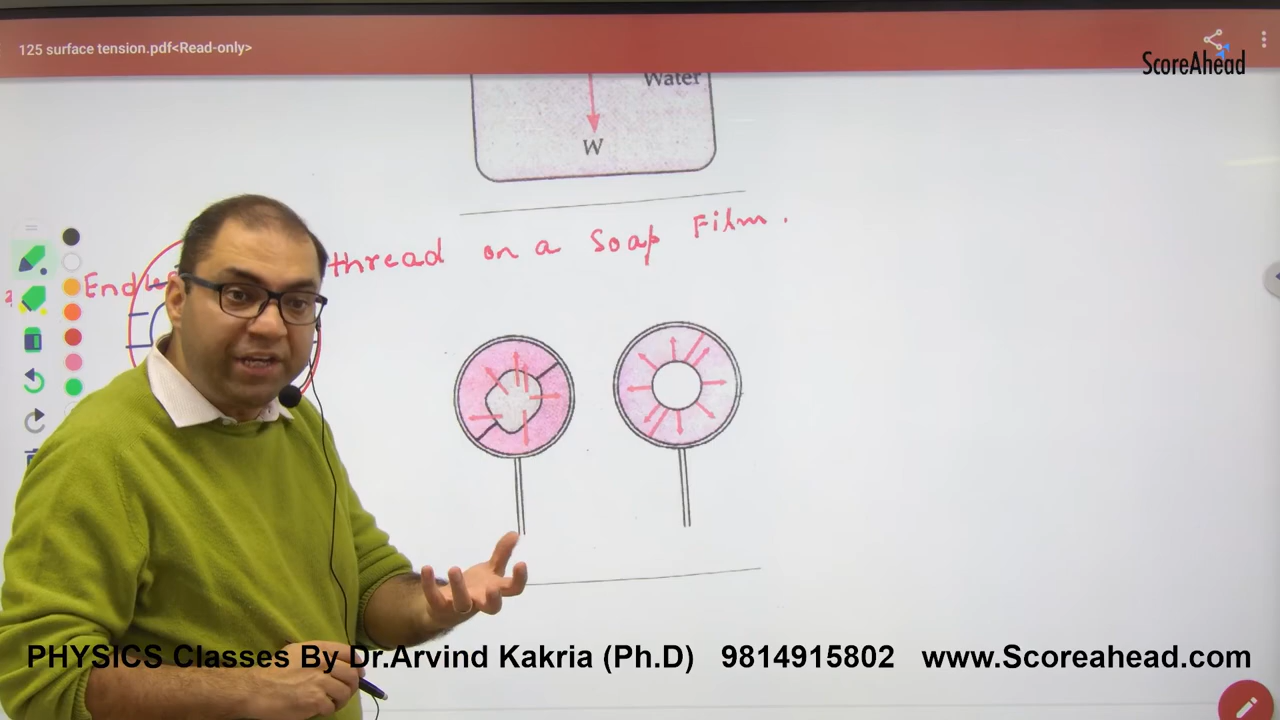 125 surface tension.pdf<Read-only>
ScoreAhead
Water
W
thread on a Soap Film.
PHYSICS Classes By Dr.Arvind Kakria (Ph.D) 9814915802 www.Scoreahead.com